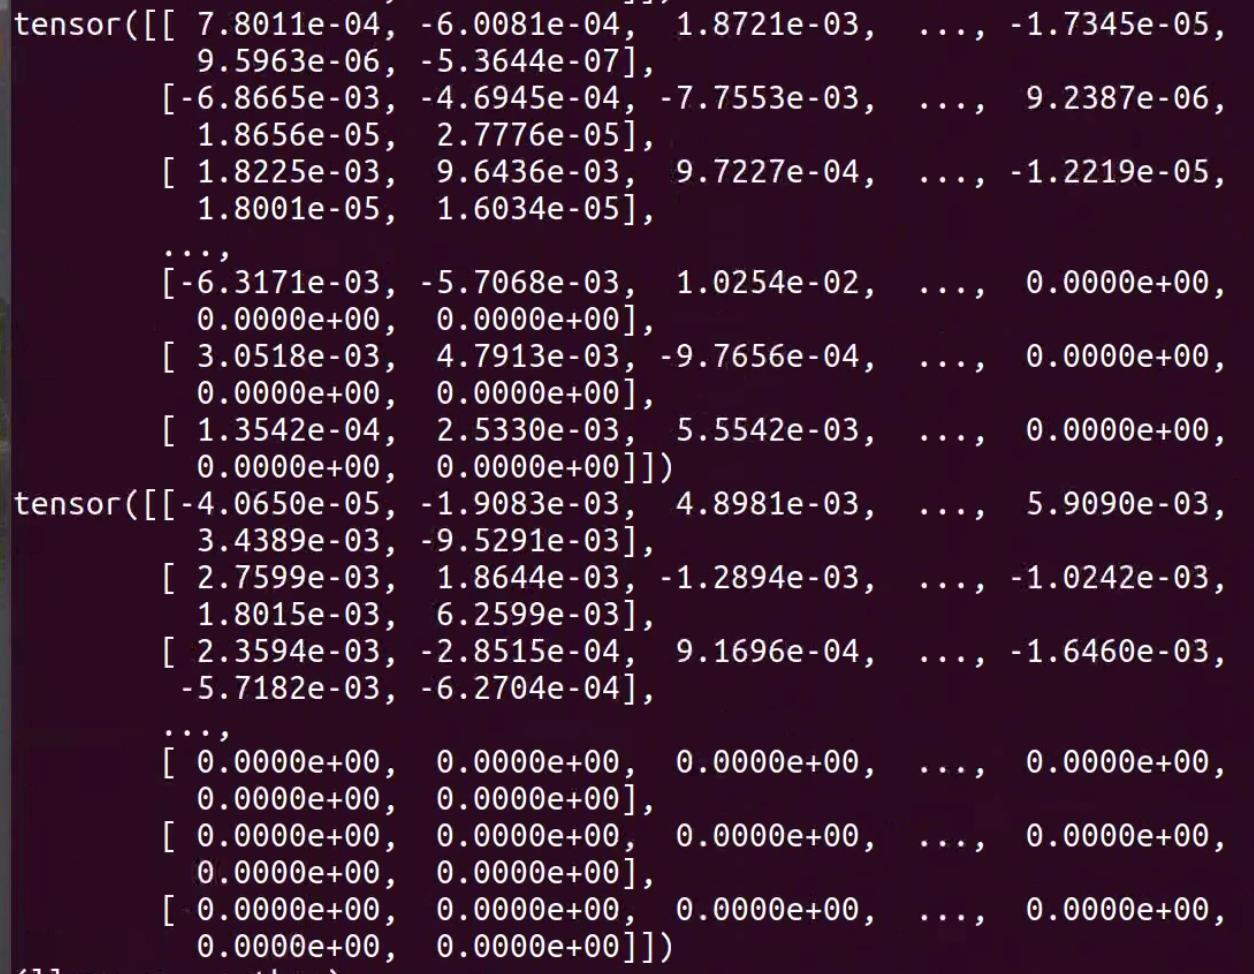 tensor([[ 7.8011e-04, -6.0081e-04,  1.8721e-03,  ..., -1.7345e-05,
          9.5963e-06, -5.3644e-07],
        [-6.8665e-03, -4.6945e-04, -7.7553e-03,  ...,  9.2387e-06,
          1.8656e-05,  2.7776e-05],
        [ 1.8225e-03,  9.6436e-03,  9.7227e-04,  ..., -1.2219e-05,
          1.8001e-05,  1.6034e-05],
        ...,
        [-6.3171e-03, -5.7068e-03,  1.0254e-02,  ...,  0.0000e+00,
          0.0000e+00,  0.0000e+00],
        [ 3.0518e-03,  4.7913e-03, -9.7656e-04,  ...,  0.0000e+00,
          0.0000e+00,  0.0000e+00],
        [ 1.3542e-04,  2.5330e-03,  5.5542e-03,  ...,  0.0000e+00,
          0.0000e+00,  0.0000e+00]])
tensor([[-4.0650e-05, -1.9083e-03,  4.8981e-03,  ...,  5.9090e-03,
          3.4389e-03, -9.5291e-03],
        [ 2.7599e-03,  1.8644e-03, -1.2894e-03,  ..., -1.0242e-03,
          1.8015e-03,  6.2599e-03],
        [ 2.3594e-03, -2.8515e-04,  9.1696e-04,  ..., -1.6460e-03,
         -5.7182e-03, -6.2704e-04],
        ...,
        [ 0.0000e+00,  0.0000e+00,  0.0000e+00,  ...,  0.0000e+00,
          0.0000e+00,  0.0000e+00],
        [ 0.0000e+00,  0.0000e+00,  0.0000e+00,  ...,  0.0000e+00,
          0.0000e+00,  0.0000e+00],
        [ 0.0000e+00,  0.0000e+00,  0.0000e+00,  ...,  0.0000e+00,
          0.0000e+00,  0.0000e+00]])